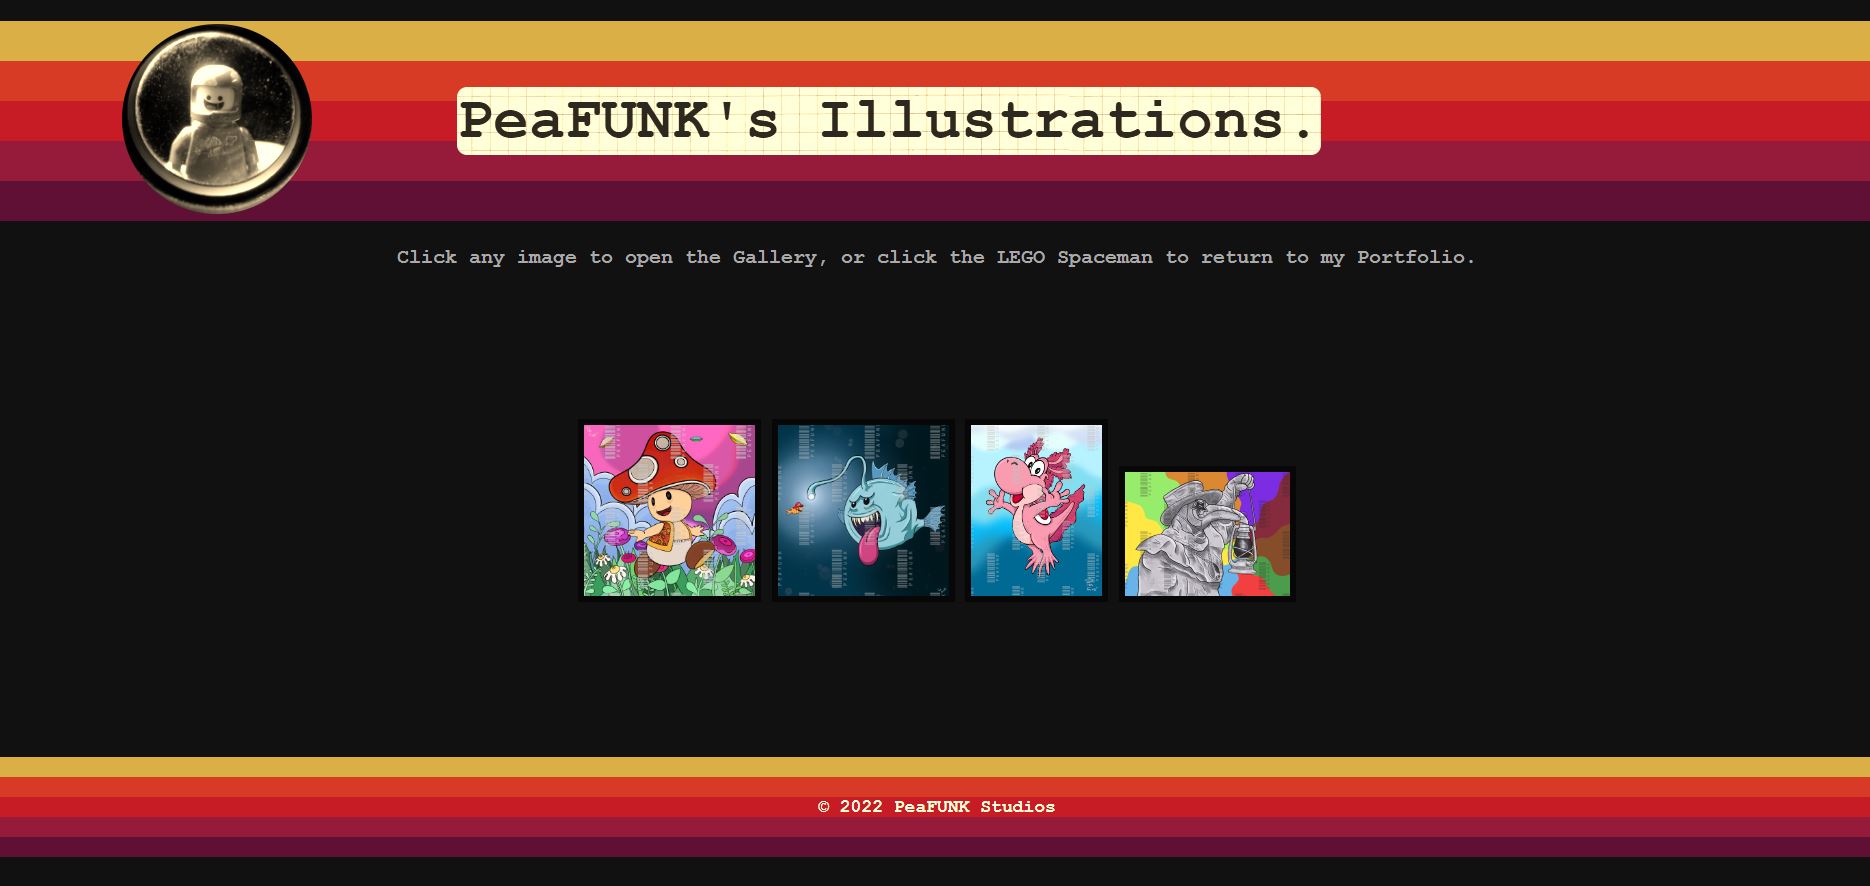 PeaFUNK's Illustrations.
Click any image to open the Gallery, or click the LEGO Spaceman to return to my Portfolio.
© 2022 PeaFUNK Studios